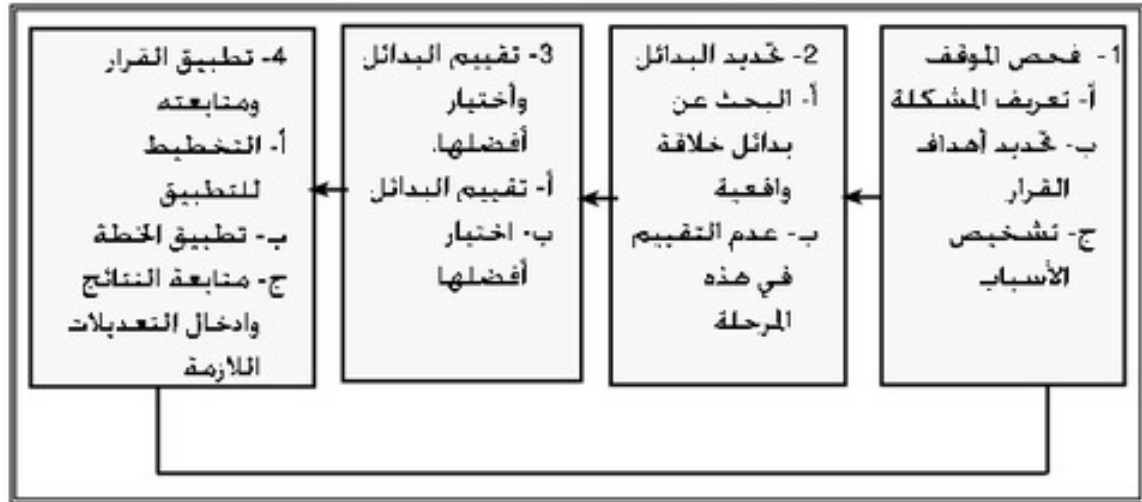 1- فحص الموقف
أ- تعريف المشكلة
ب- تحديد أهداف
القرار
ج- تشخيص
الأسباب
2- تحديد البدائل
أ- البحث عن
بدائل خلاقة
واقعية
ب- عدم التقييم
في هذه
المرحلة
3- تقييم البدائل
وأختيار
أفضلها.
أ- تقييم البدائل
ب- اختيار
أفضلها
4- تطبيق القرار
ومتابعته
أ- التخطيط
للتطبيق
ب- تطبيق الخطة
ج- متابعة النتائج
وادخال التعديلات
اللازمة